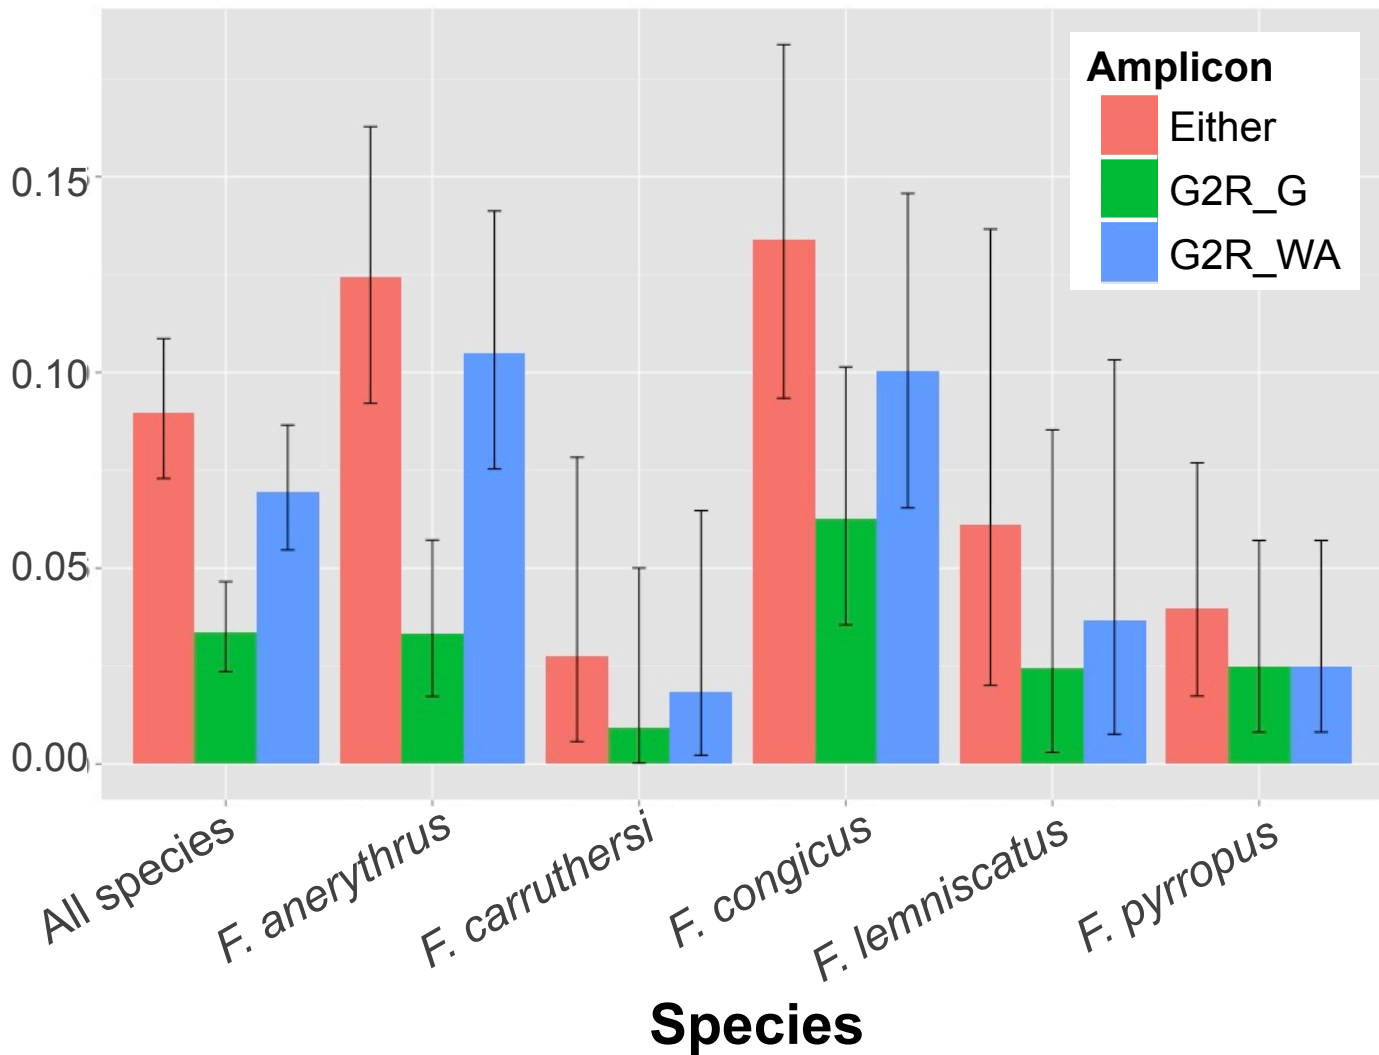 Amplicon
Either
G2R_G
G2R_WA
0.15
0.10
0.05
0.00
All species
F. anerythrus
F. carruthersi
F. congicus
F. lemniscatus
F. pyrropus
Species